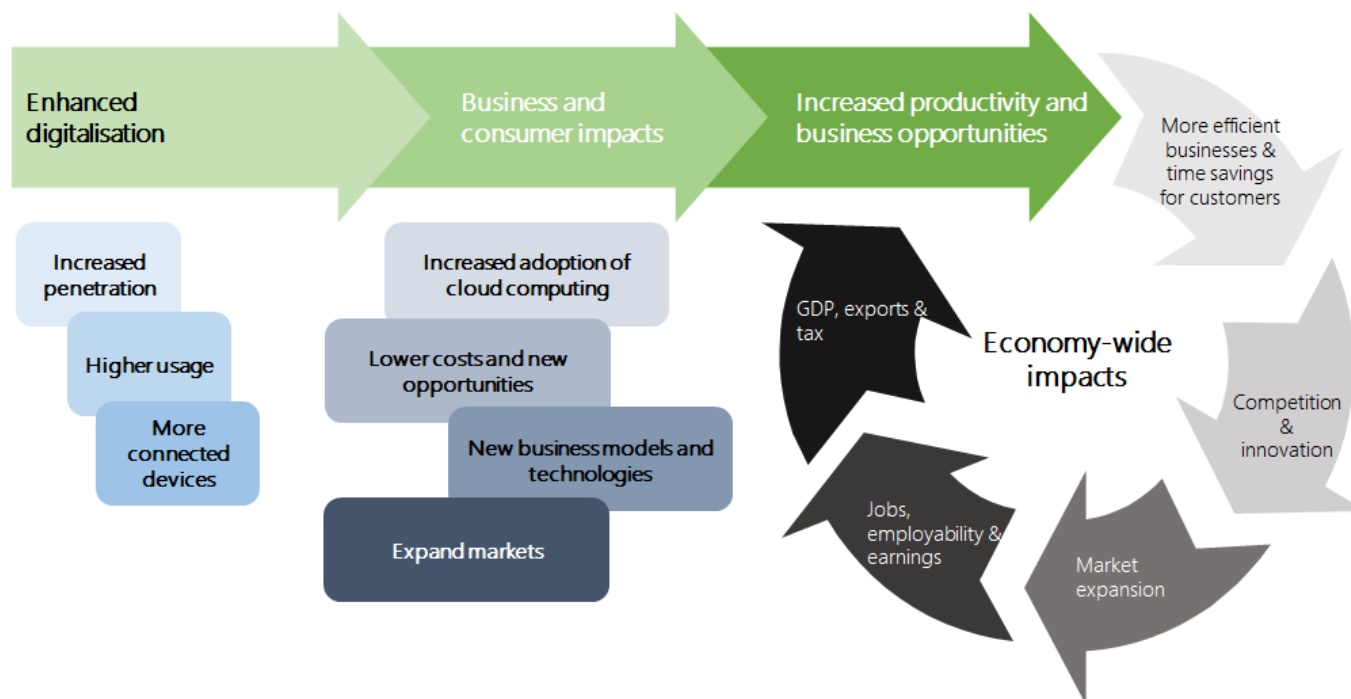 Enhanced
digitalisation
Business and
consumer impacts
Increased productivity and
business opportunities
More efficient
businesses &
time savings
for customers
Increased
penetration
Higher usage
More
connected
devices
Increased adoption of
cloud computing
Lower costs and new
opportunities
New business models and
technologies
Expand markets
GDP, exports &
tax
Economy-wide
impacts
Competition
&
innovation
Jobs,
employability &
earnings
Market
expansion